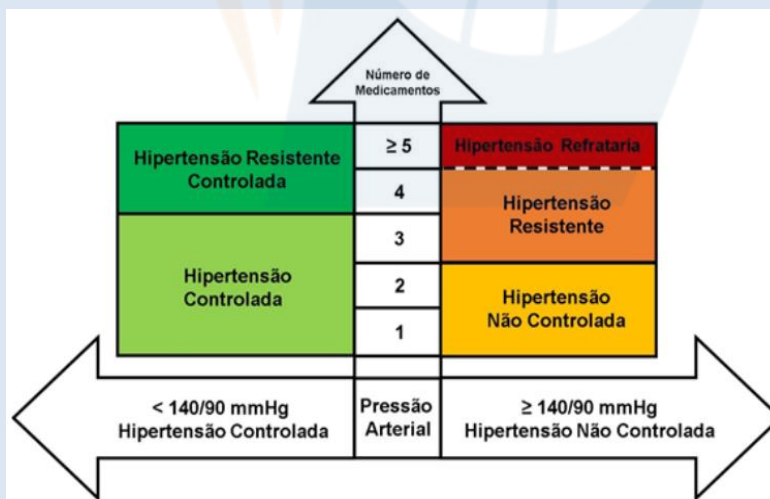 Número de
Medicamentos
≥ 5
4
3
2
1
Hipertensão Resistente
Controlada
Hipertensão
Controlada
Hipertensão Refrataria
Hipertensão
Resistente
Hipertensão
Não Controlada
< 140/90 mmHg
Hipertensão Controlada
Pressão
Arterial
≥ 140/90 mmHg
Hipertensão Não Controlada